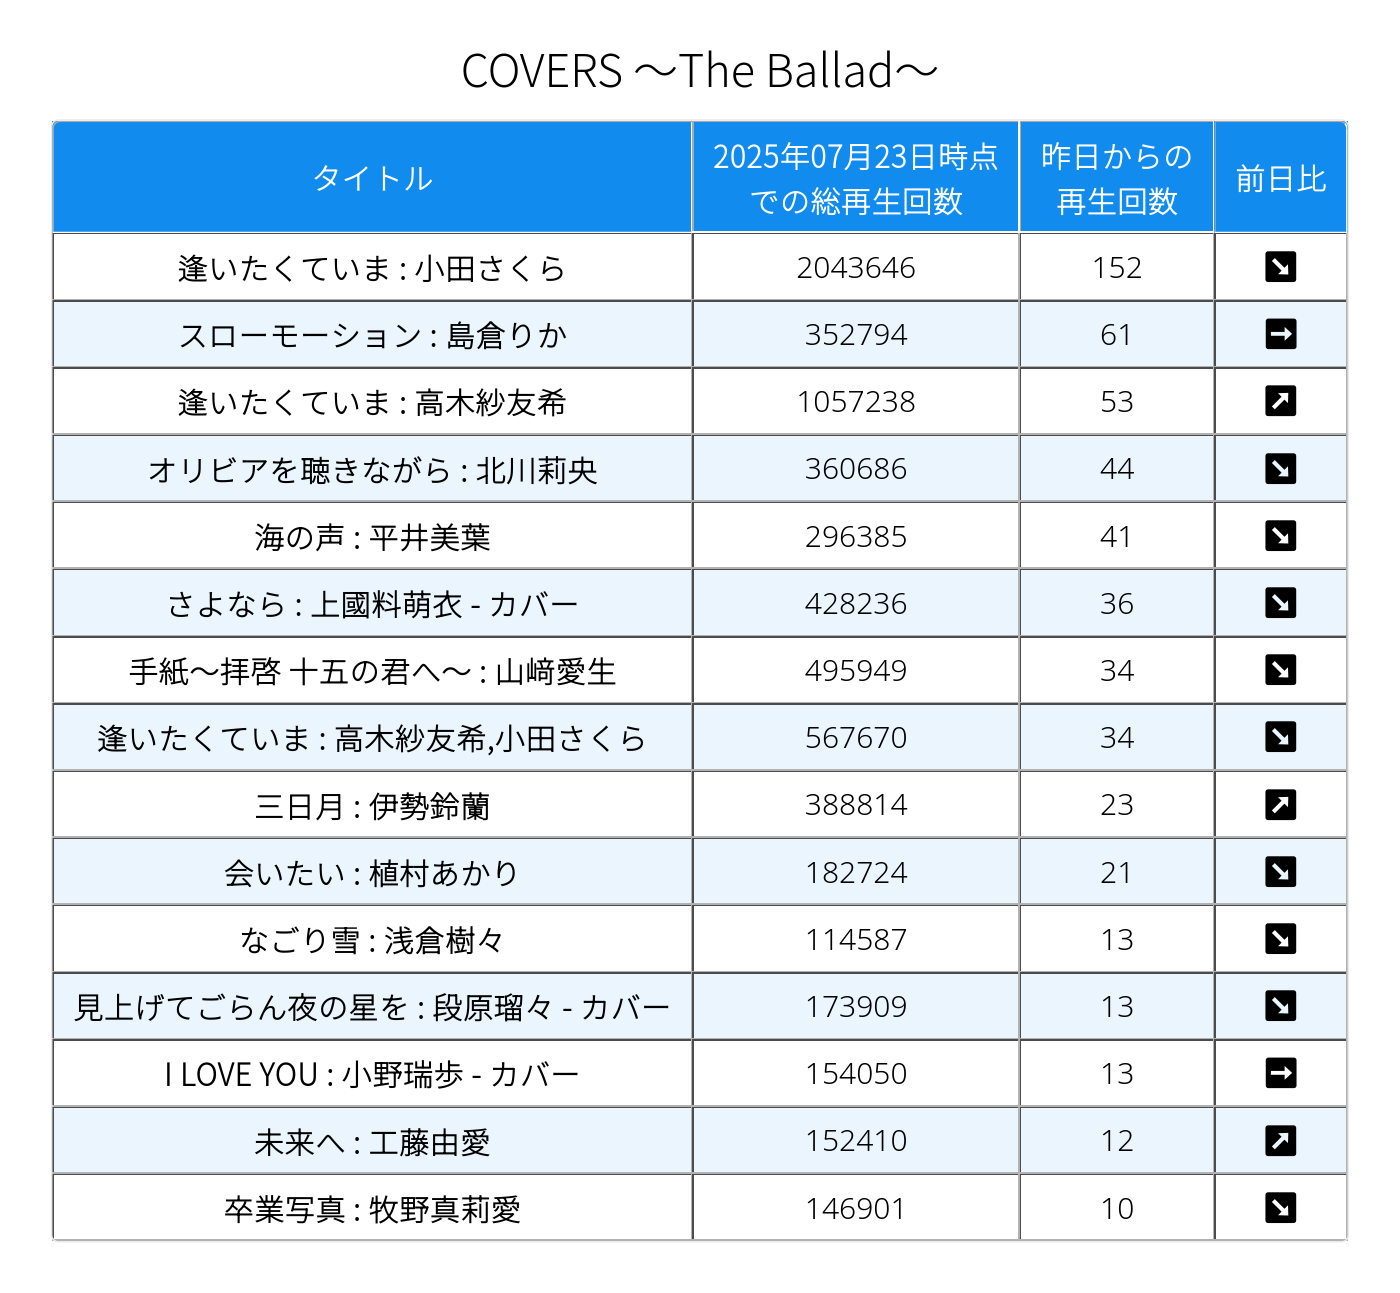 COVERS ～The Ballad～
タイトル 2025年07月23日時点での総再生回数 昨日からの再生回数 前日比
逢いたくていま : 小田さくら 2043646 152 ↘
スローモーション : 島倉りか 352794 61 →
逢いたくていま : 高木紗友希 1057238 53 ↗
オリビアを聴きながら : 北川莉央 360686 44 ↘
海の声 : 平井美葉 296385 41 ↘
さよなら : 上國料萌衣 - カバー 428236 36 ↘
手紙～拝啓 十五の君へ～ : 山﨑愛生 495949 34 ↘
逢いたくていま : 高木紗友希,小田さくら 567670 34 ↘
三日月 : 伊勢鈴蘭 388814 23 ↗
会いたい : 植村あかり 182724 21 ↘
なごり雪 : 浅倉樹々 114587 13 ↘
見上げてごらん夜の星を : 段原瑠々 - カバー 173909 13 ↘
I LOVE YOU : 小野瑞歩 - カバー 154050 13 →
未来へ : 工藤由愛 152410 12 ↗
卒業写真 : 牧野真莉愛 146901 10 ↘